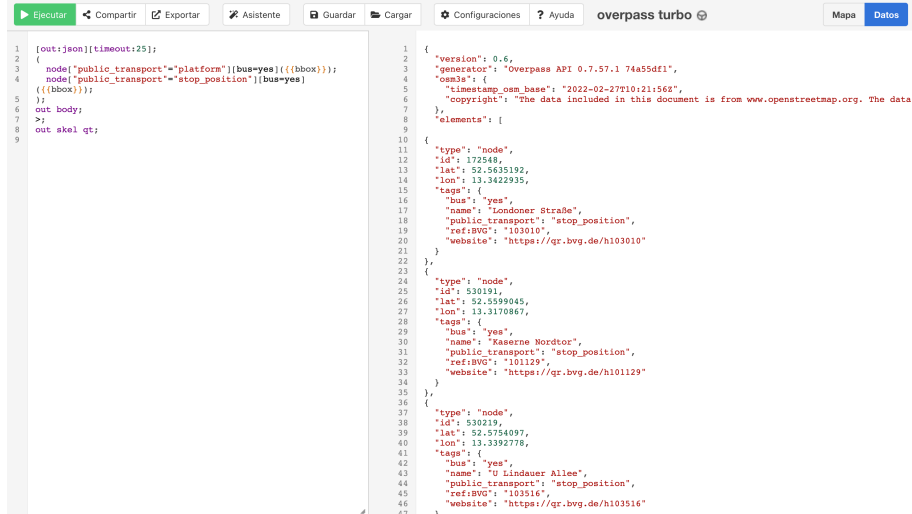 Ejecutar Compartir Exportar Asistente Guardar Cargar Configuraciones ? Ayuda overpass turbo Mapa Datos
1 [out:json][timeout:25];
2 (
3 node["public_transport"="platform"][bus=yes]({{bbox}});
4 node["public_transport"="stop_position"][bus=yes]
({{bbox}});
5 );
6 out body;
7 >;
8 out skel qt;
9
1 {
2 "version": 0.6,
3 "generator": "Overpass API 0.7.57.1 74a55df1",
4 "osm3s": {
5 "timestamp_osm_base": "2022-02-27T10:21:56Z",
6 "copyright": "The data included in this document is from www.openstreetmap.org. The data
7 },
8 "elements": [
9
10 {
11 "type": "node",
12 "id": 172548,
13 "lat": 52.5635192,
14 "lon": 13.3422935,
15 "tags": {
16 "bus": "yes",
17 "name": "Londoner Straße",
18 "public_transport": "stop_position",
19 "ref:BVG": "103010",
20 "website": "https://qr.bvg.de/h103010"
21 }
22 },
23 {
24 "type": "node",
25 "id": 530191,
26 "lat": 52.5599045,
27 "lon": 13.3170867,
28 "tags": {
29 "bus": "yes",
30 "name": "Kaserne Nordtor",
31 "public_transport": "stop_position",
32 "ref:BVG": "101129",
33 "website": "https://qr.bvg.de/h101129"
34 }
35 },
36 {
37 "type": "node",
38 "id": 530219,
39 "lat": 52.5754097,
40 "lon": 13.3392778,
41 "tags": {
42 "bus": "yes",
43 "name": "U Lindauer Allee",
44 "public_transport": "stop_position",
45 "ref:BVG": "103516",
46 "website": "https://qr.bvg.de/h103516"
47 }